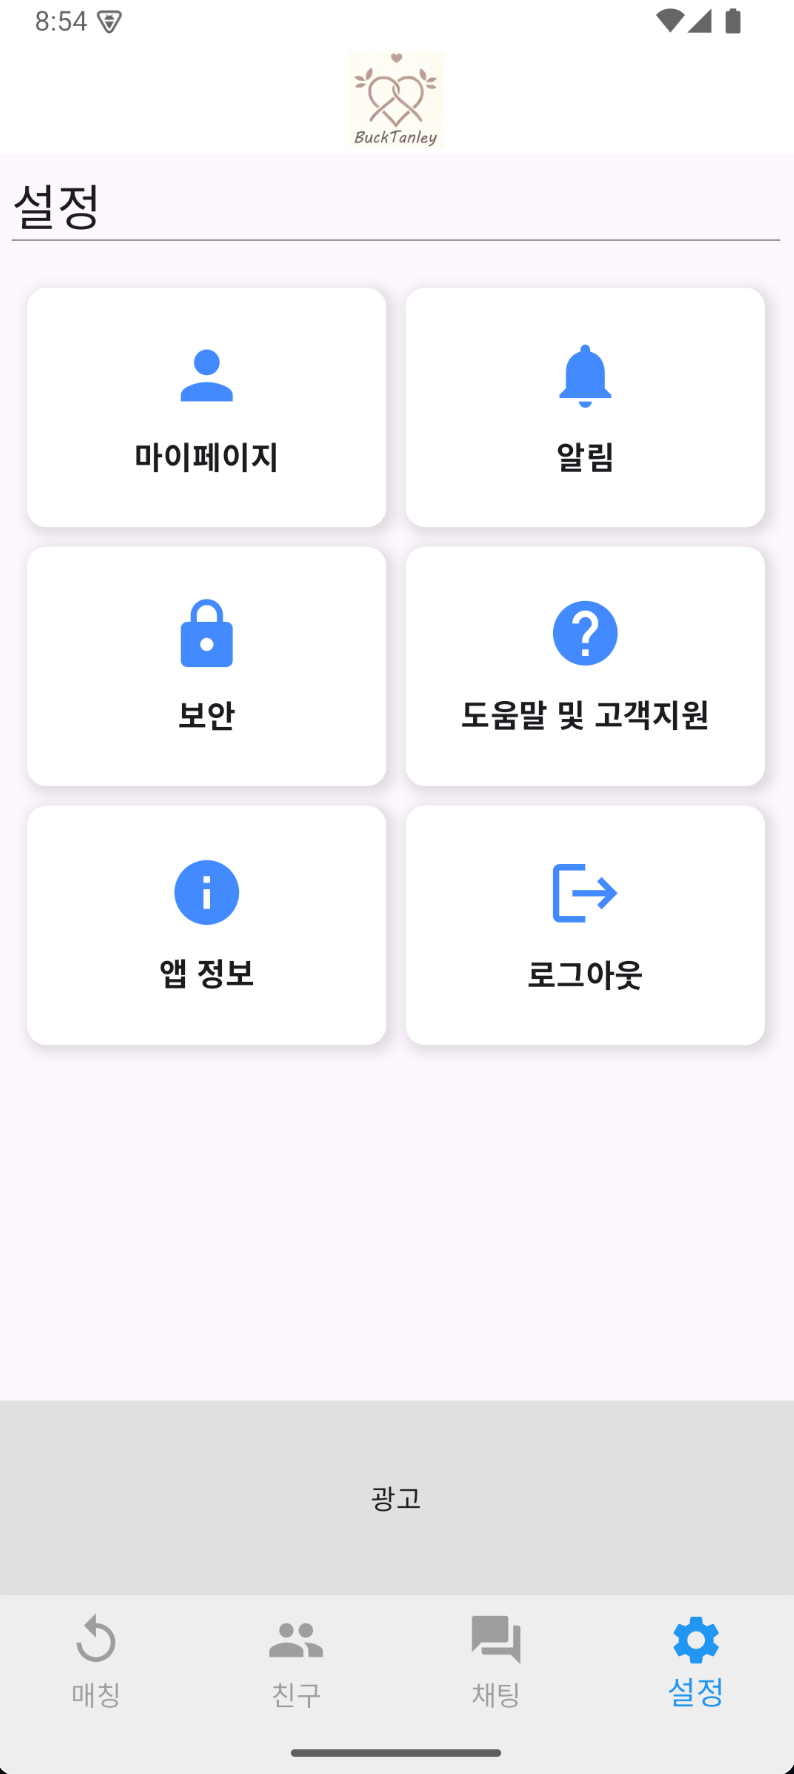 8:54
BuckTanley
설정
마이페이지
알림
보안
도움말 및 고객지원
앱 정보
로그아웃
광고
매칭
친구
채팅
설정